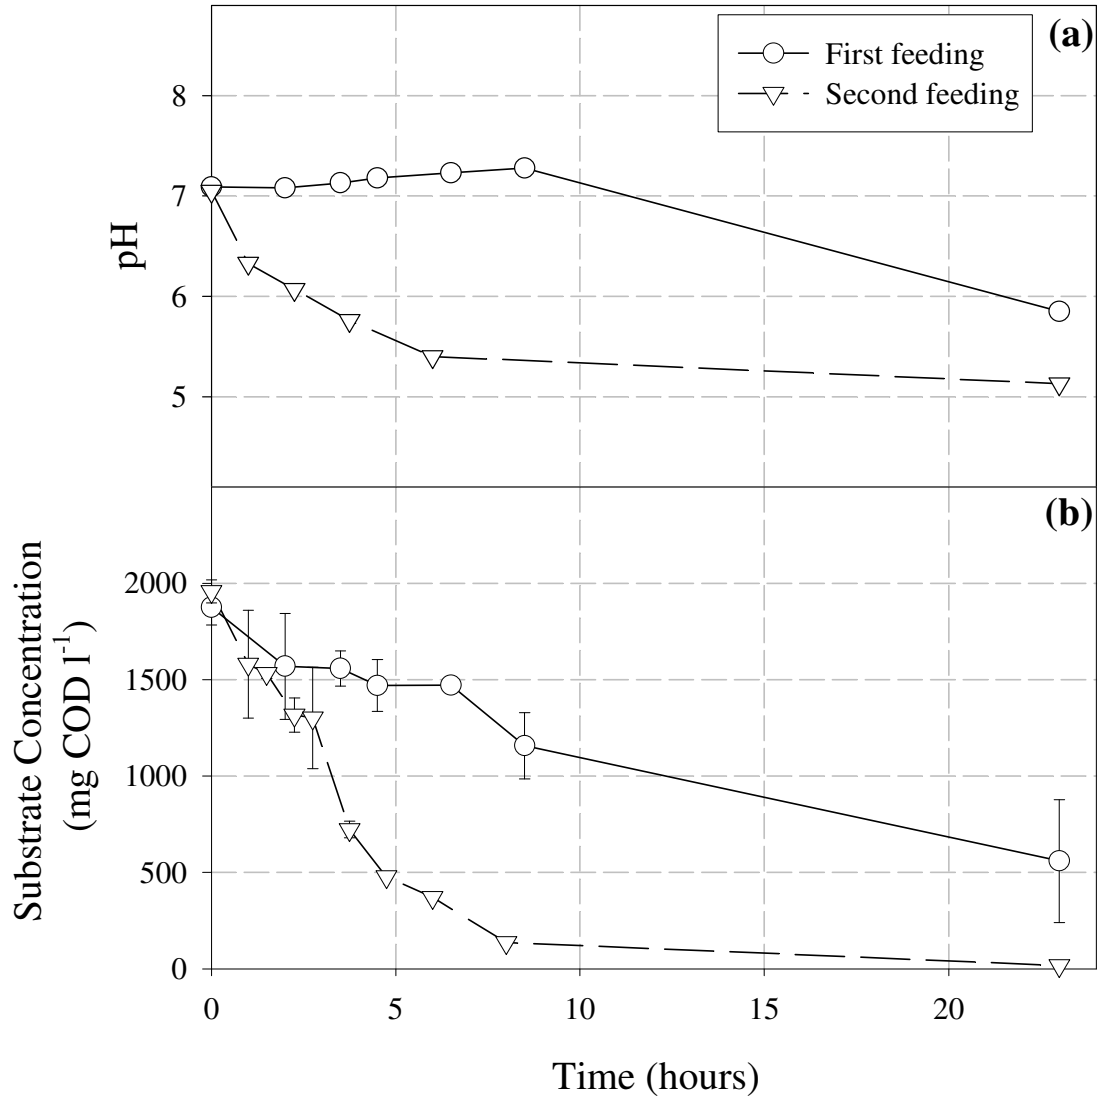 (a)
First feeding
Second feeding
8
7
6
5
pH
(b)
2000
1500
1000
500
0
Substrate Concentration
(mg COD l⁻¹)
0 5 10 15 20
Time (hours)